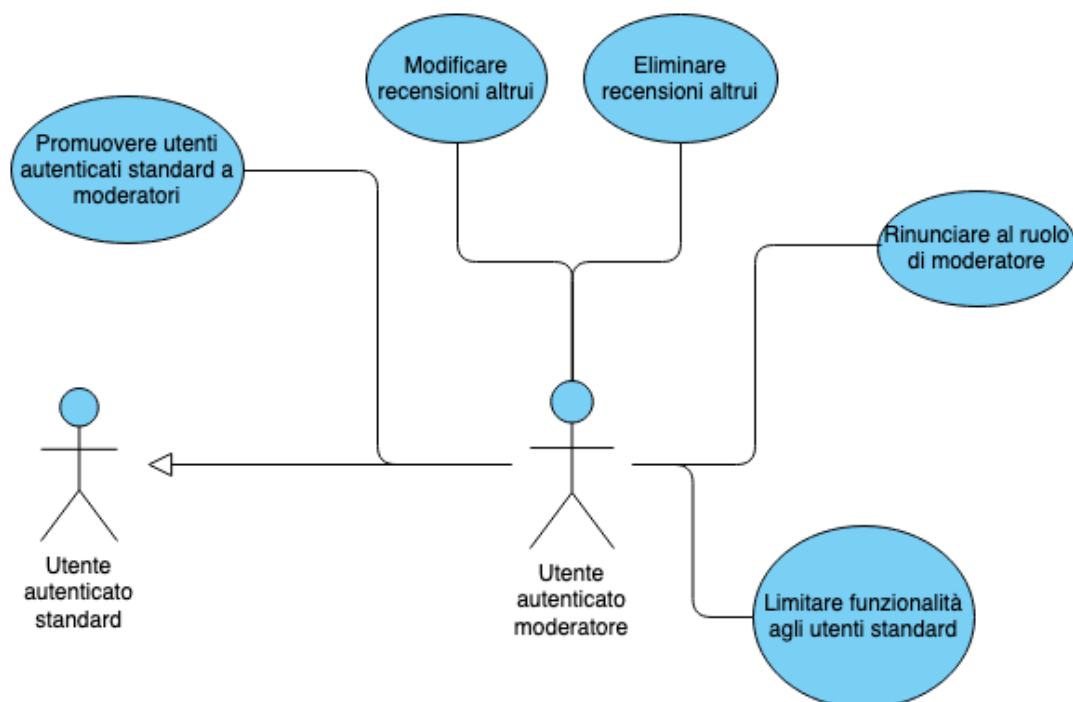 Modificare
recensioni altrui
Eliminare
recensioni altrui
Promuovere utenti
autenticati standard a
moderatori
Rinunciare al ruolo
di moderatore
Utente
autenticato
standard
Utente
autenticato
moderatore
Limitare funzionalità
agli utenti standard